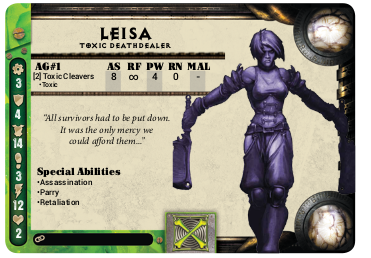 LEISA
TOXIC DEATHDEALER
AG#1 AS RF PW RN MAL
[2] Toxic Cleavers 8 ∞ 4 0 -
•Toxic
3
4
14
3
12
2
"All survivors had to be put down.
It was the only mercy we
could afford them..."
Special Abilities
•Assassination
•Parry
•Retaliation